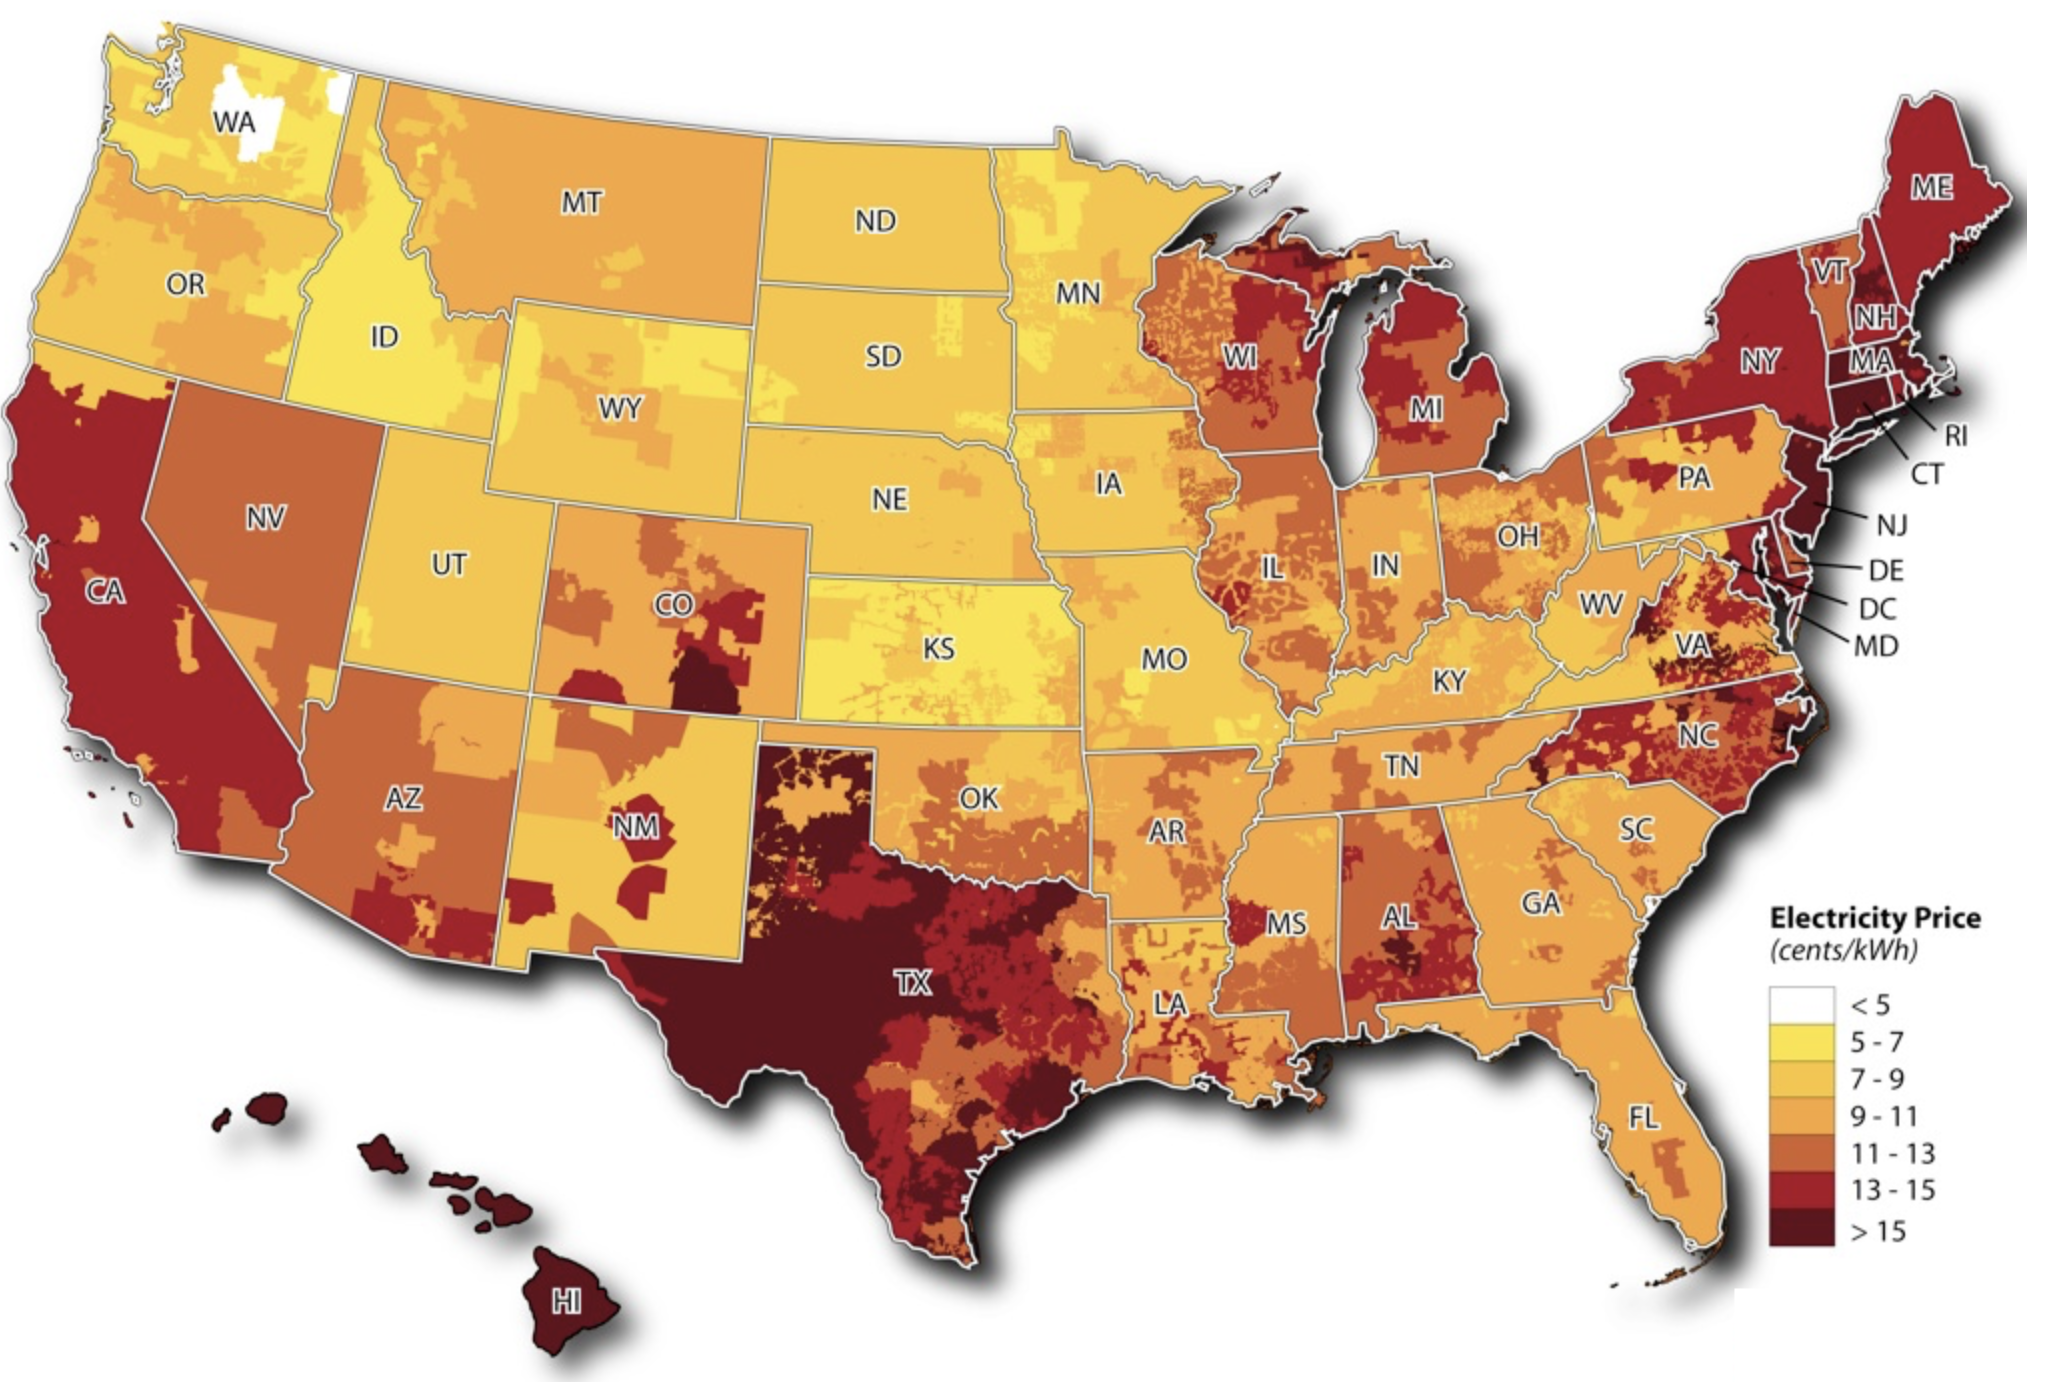 WA
OR
CA
ID
NV
MT
WY
UT
AZ
CO
NM
ND
SD
NE
KS
OK
TX
MN
IA
MO
AR
LA
WI
IL
MS
MI
IN
KY
TN
AL
OH
WV
VA
NC
SC
GA
FL
PA
NY
VT
NH
ME
MA
RI
CT
NJ
DE
DC
MD
HI
Electricity Price
(cents/kWh)
< 5
5 - 7
7 - 9
9 - 11
11 - 13
13 - 15
> 15